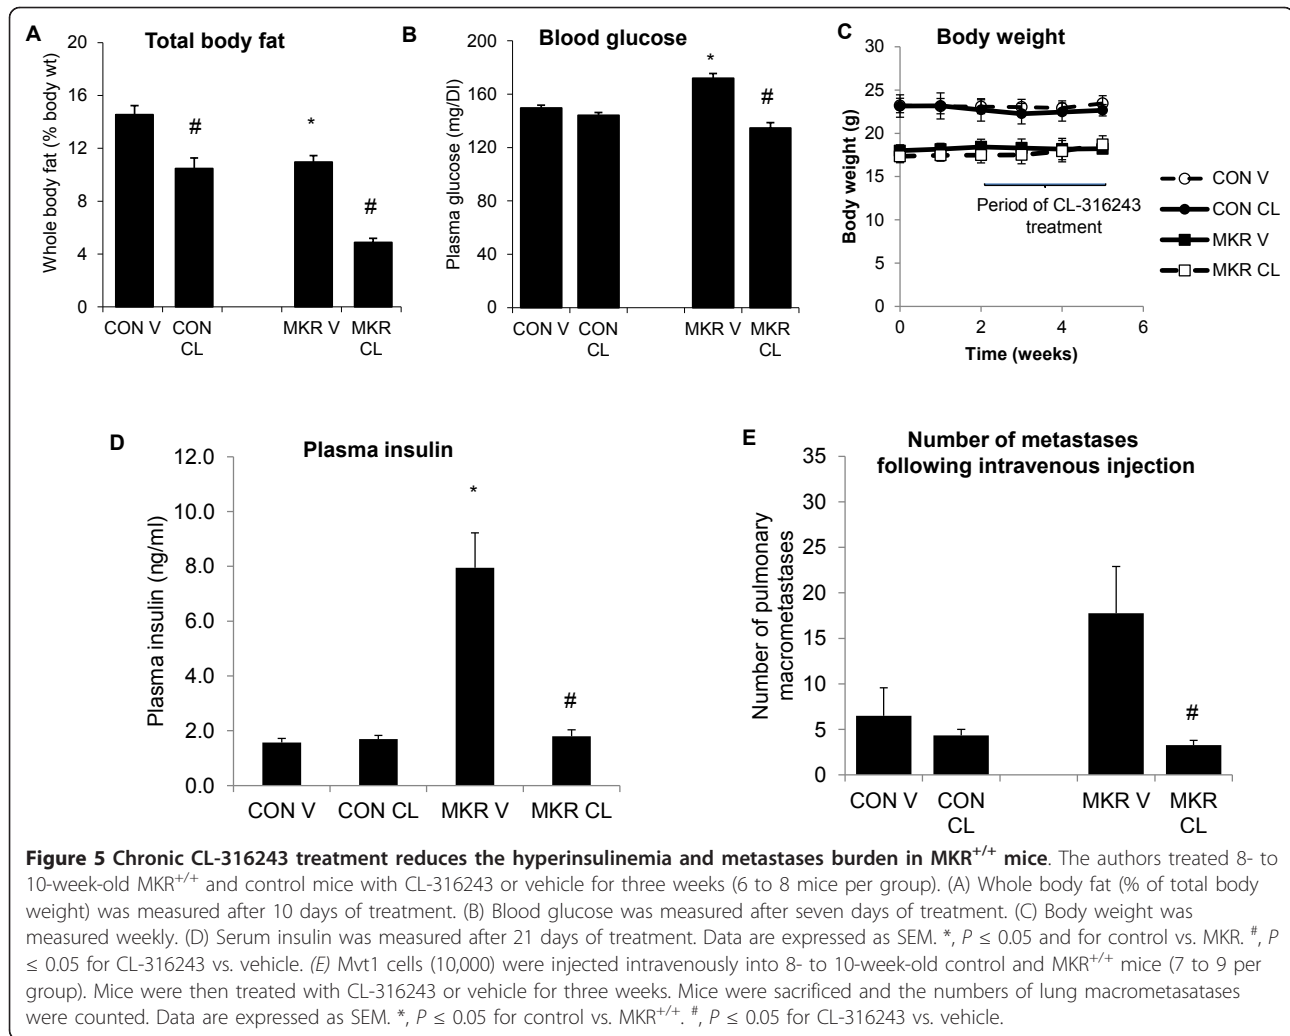 A
Total body fat
Whole body fat (% body wt)
20
16
12
8
4
0
#
*
#
CON V
CON
CL
MKR V
MKR
CL
B
Blood glucose
Plasma glucose (mg/Dl)
200
160
120
80
40
0
*
#
CON V
CON
CL
MKR V
MKR
CL
C
Body weight
Body weight (g)
30
25
20
15
10
5
0
Period of CL-316243
treatment
0
2
4
6
Time (weeks)
CON V
CON CL
MKR V
MKR CL
D
Plasma insulin
Plasma insulin (ng/ml)
12.0
10.0
8.0
6.0
4.0
2.0
0.0
*
#
CON V
CON CL
MKR V
MKR CL
E
Number of metastases
following intravenous injection
Number of pulmonary
macrometastases
35
30
25
20
15
10
5
0
#
CON V
CON
CL
MKR V
MKR
CL
Figure 5 Chronic CL-316243 treatment reduces the hyperinsulinemia and metastases burden in MKR+/+ mice. The authors treated 8- to
10-week-old MKR+/+ and control mice with CL-316243 or vehicle for three weeks (6 to 8 mice per group). (A) Whole body fat (% of total body
weight) was measured after 10 days of treatment. (B) Blood glucose was measured after seven days of treatment. (C) Body weight was
measured weekly. (D) Serum insulin was measured after 21 days of treatment. Data are expressed as SEM. *, P ≤ 0.05 and for control vs. MKR. #, P
≤ 0.05 for CL-316243 vs. vehicle. (E) Mvt1 cells (10,000) were injected intravenously into 8- to 10-week-old control and MKR+/+ mice (7 to 9 per
group). Mice were then treated with CL-316243 or vehicle for three weeks. Mice were sacrificed and the numbers of lung macrometasatases
were counted. Data are expressed as SEM. *, P ≤ 0.05 for control vs. MKR+/+. #, P ≤ 0.05 for CL-316243 vs. vehicle.